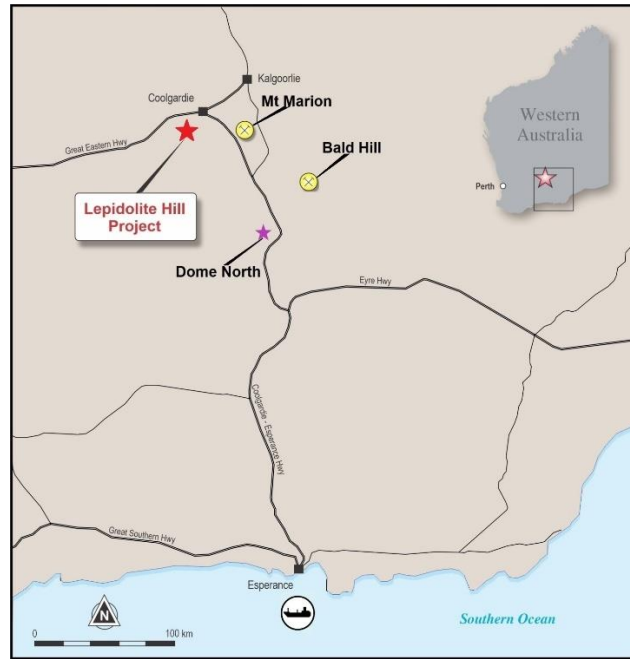 Kalgoorlie
Coolgardie
Mt Marion
Great Eastern Hwy
Bald Hill
Lepidolite Hill
Project
Dome North
Eyre Hwy
Coolgardie - Esperance Hwy
Great Southern Hwy
Esperance
Western
Australia
Perth
Southern Ocean
N
0
100 km